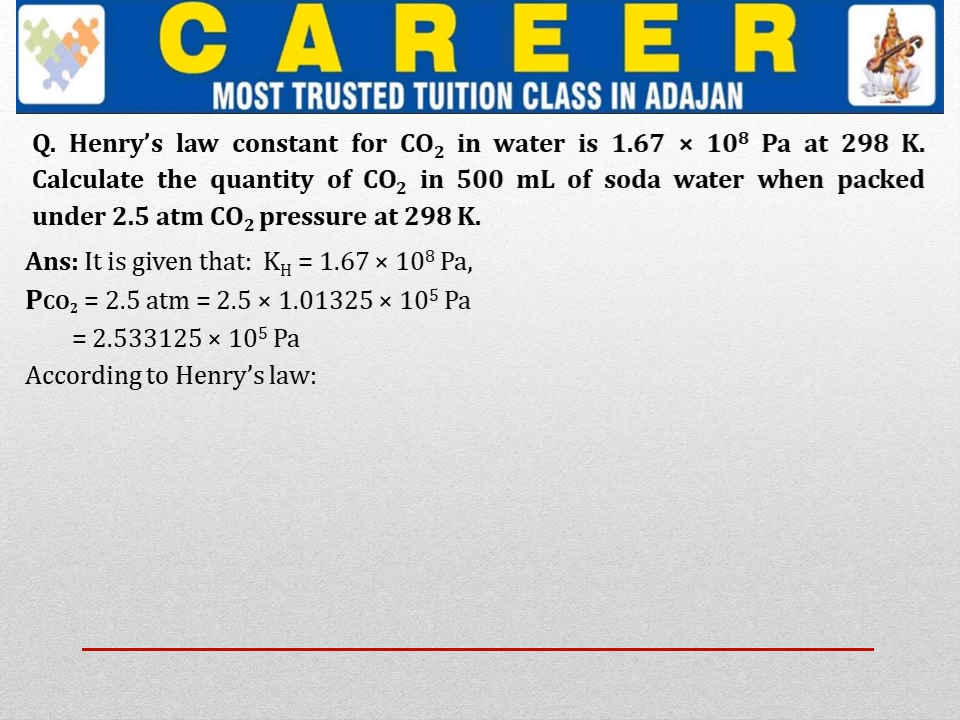 C A R E E R
MOST TRUSTED TUITION CLASS IN ADAJAN
Q. Henry’s law constant for CO₂ in water is 1.67 × 10⁸ Pa at 298 K.
Calculate the quantity of CO₂ in 500 mL of soda water when packed
under 2.5 atm CO₂ pressure at 298 K.
Ans: It is given that: K_H = 1.67 × 10⁸ Pa,
PCO₂ = 2.5 atm = 2.5 × 1.01325 × 10⁵ Pa
= 2.533125 × 10⁵ Pa
According to Henry’s law: